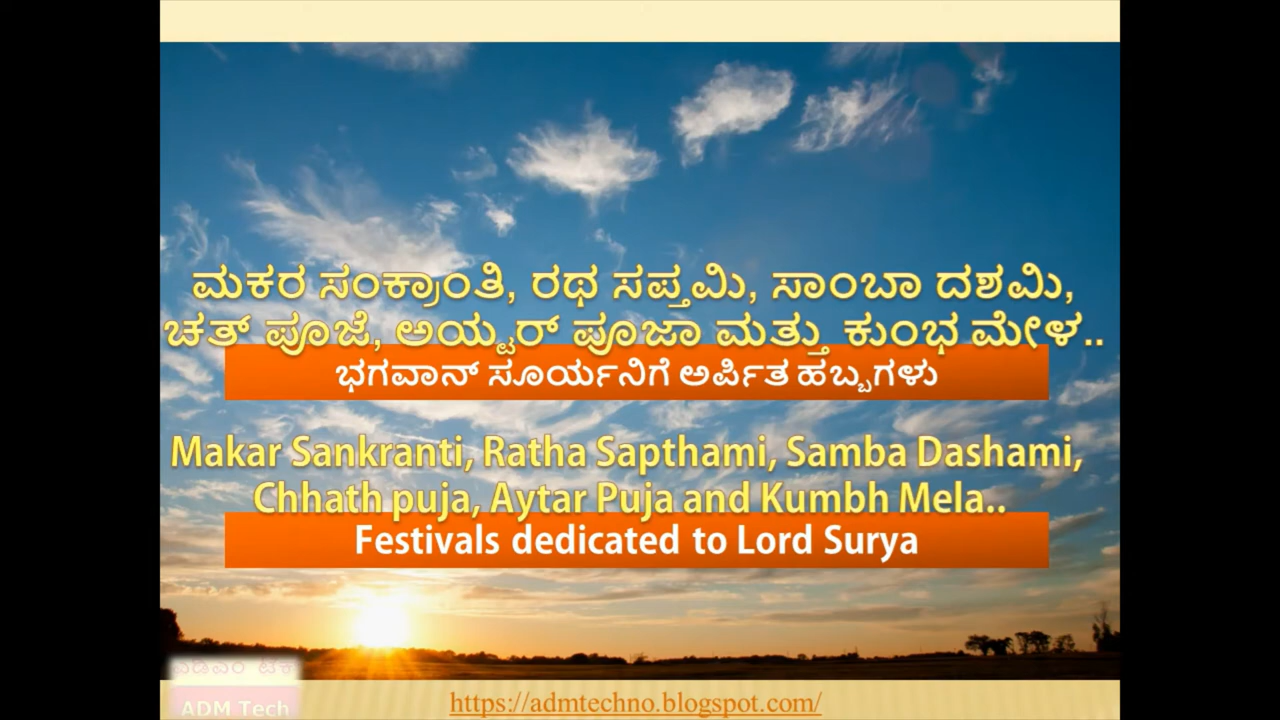 ಮಕರ ಸಂಕ್ರಾಂತಿ, ರಥ ಸಪ್ತಮಿ, ಸಾಂಬಾ ದಶಮಿ,
ಚತ್ ಪೂಜೆ, ಅಯ್ಟರ್ ಪೂಜಾ ಮತ್ತು ಕುಂಭ ಮೇಳ..
ಭಗವಾನ್ ಸೂರ್ಯನಿಗೆ ಅರ್ಪಿತ ಹಬ್ಬಗಳು
Makar Sankranti, Ratha Sapthami, Samba Dashami,
Chhath puja, Aytar Puja and Kumbh Mela..
Festivals dedicated to Lord Surya
ಎಡಿಎಂ ಟೆಕ್
ADM Tech
https://admtechno.blogspot.com/